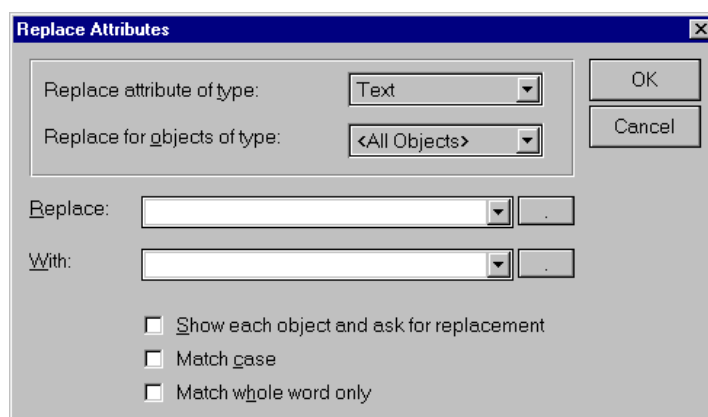 Replace Attributes
Replace attribute of type: Text
OK
Replace for objects of type: <All Objects>
Cancel
Replace: .
With: .
Show each object and ask for replacement
Match case
Match whole word only